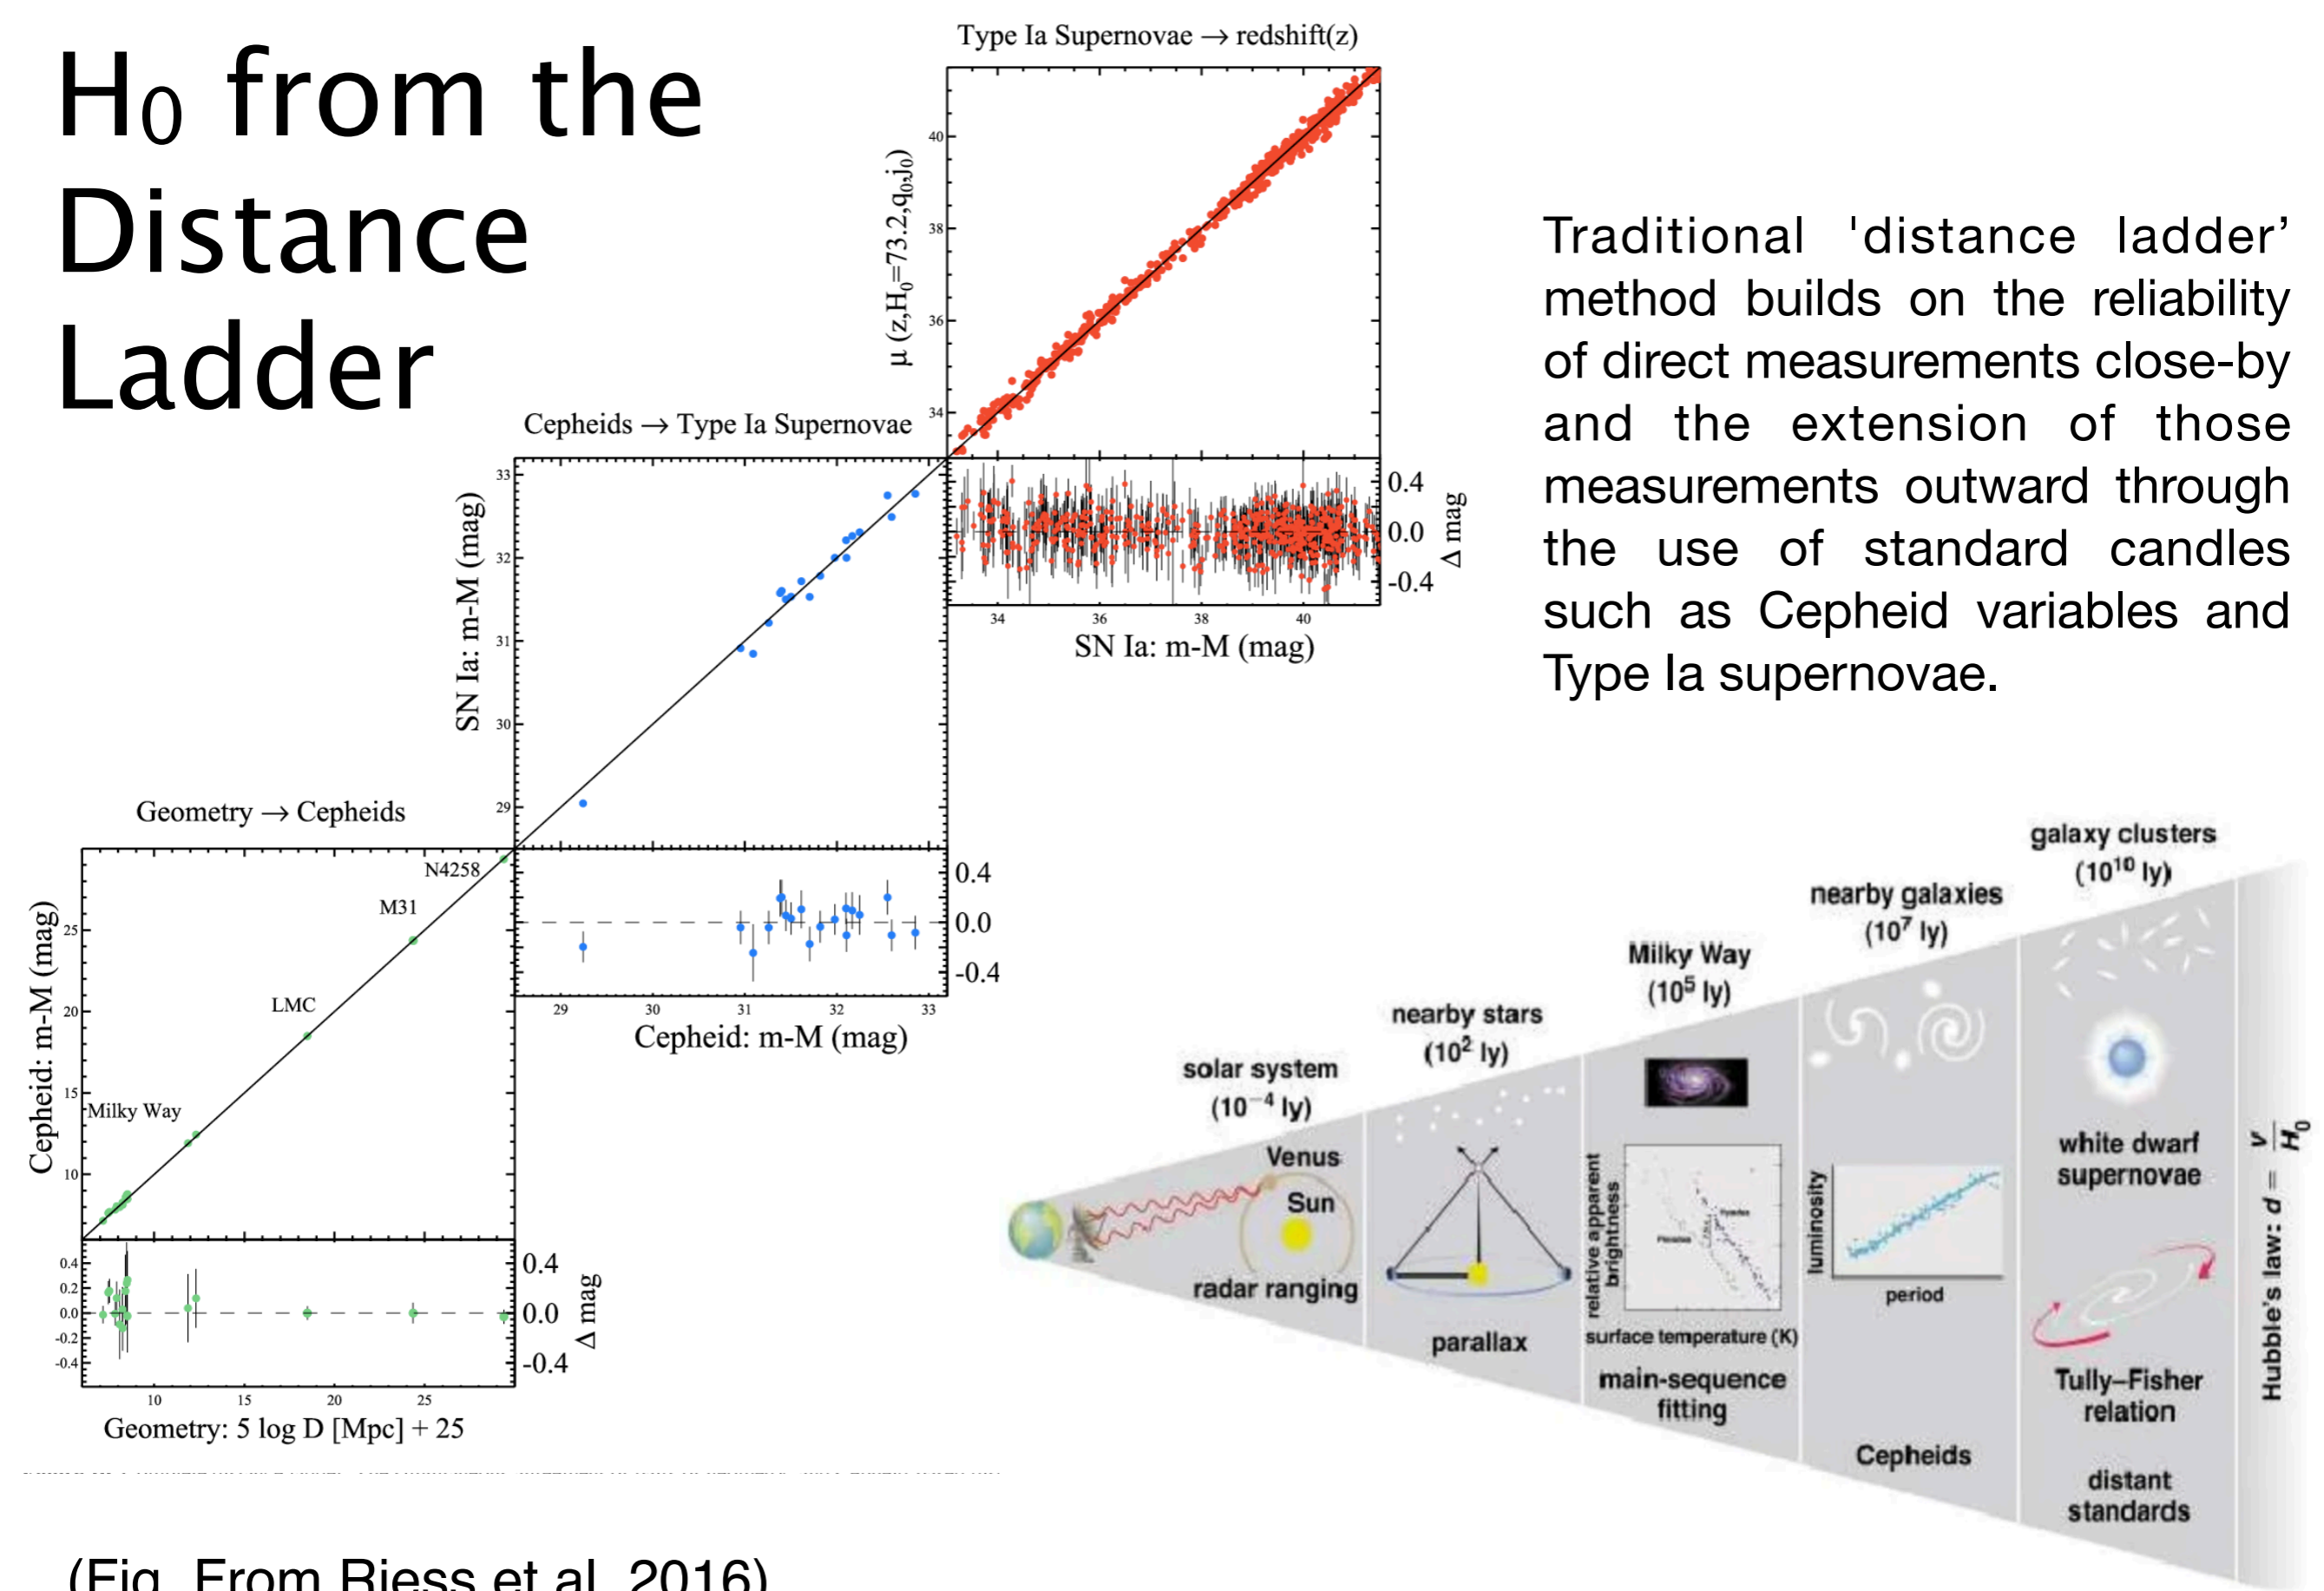 H₀ from the
Distance
Ladder
Type Ia Supernovae → redshift(z)
μ (z,H₀=73.2,q₀,j₀)
40
38
36
34
0.4
0.0
-0.4
Δ mag
34
36
38
40
SN Ia: m-M (mag)
Cepheids → Type Ia Supernovae
SN Ia: m-M (mag)
33
32
31
30
29
0.4
0.0
-0.4
29
30
31
32
33
Cepheid: m-M (mag)
Geometry → Cepheids
Cepheid: m-M (mag)
25
20
15
10
N4258
M31
LMC
Milky Way
0.4
0.2
0.0
-0.2
-0.4
0.4
0.0
-0.4
Δ mag
10
15
20
25
Geometry: 5 log D [Mpc] + 25
(Fig. From Riess et al. 2016)
Traditional 'distance ladder’
method builds on the reliability
of direct measurements close-by
and the extension of those
measurements outward through
the use of standard candles
such as Cepheid variables and
Type Ia supernovae.
solar system
(10⁻⁴ ly)
Venus
Sun
radar ranging
nearby stars
(10² ly)
parallax
Milky Way
(10⁵ ly)
relative apparent
brightness
surface temperature (K)
main-sequence
fitting
nearby galaxies
(10⁷ ly)
luminosity
period
Cepheids
galaxy clusters
(10¹⁰ ly)
white dwarf
supernovae
Tully–Fisher
relation
distant
standards
Hubble's law: d = v/H₀